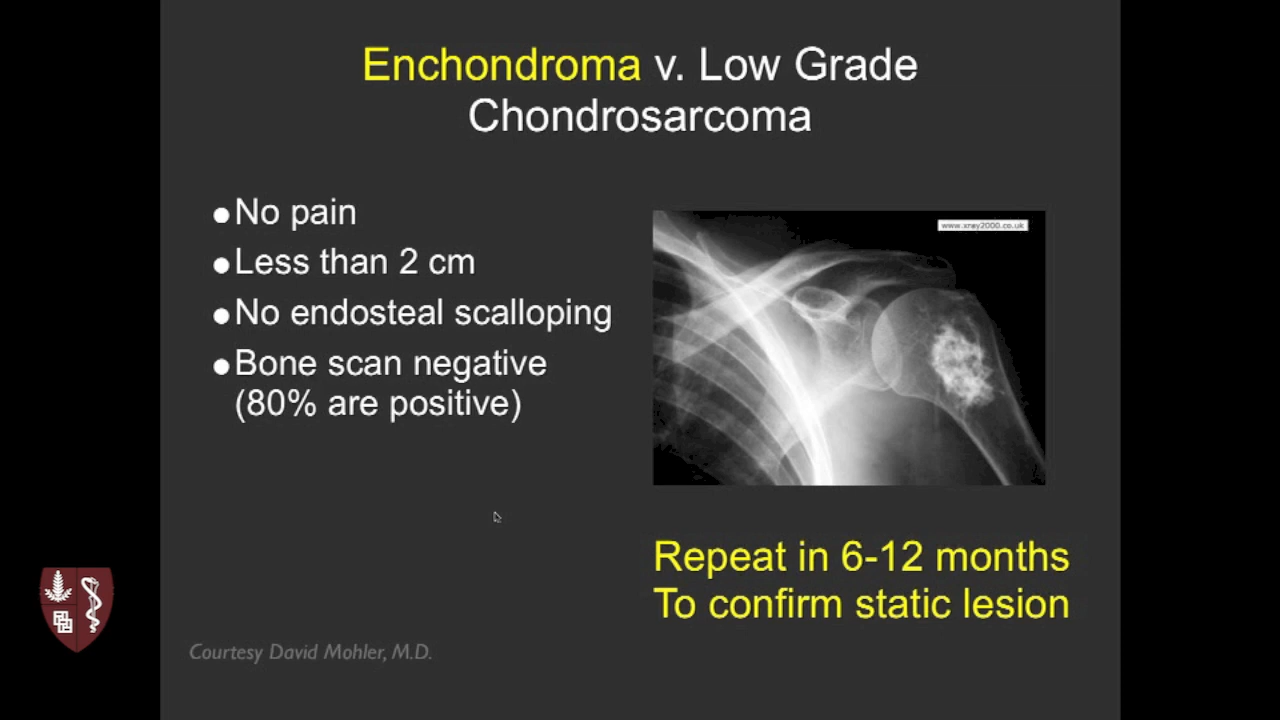 Enchondroma v. Low Grade
Chondrosarcoma
●No pain
●Less than 2 cm
●No endosteal scalloping
●Bone scan negative
(80% are positive)
www.xray2000.co.uk
Repeat in 6-12 months
To confirm static lesion
Courtesy David Mohler, M.D.